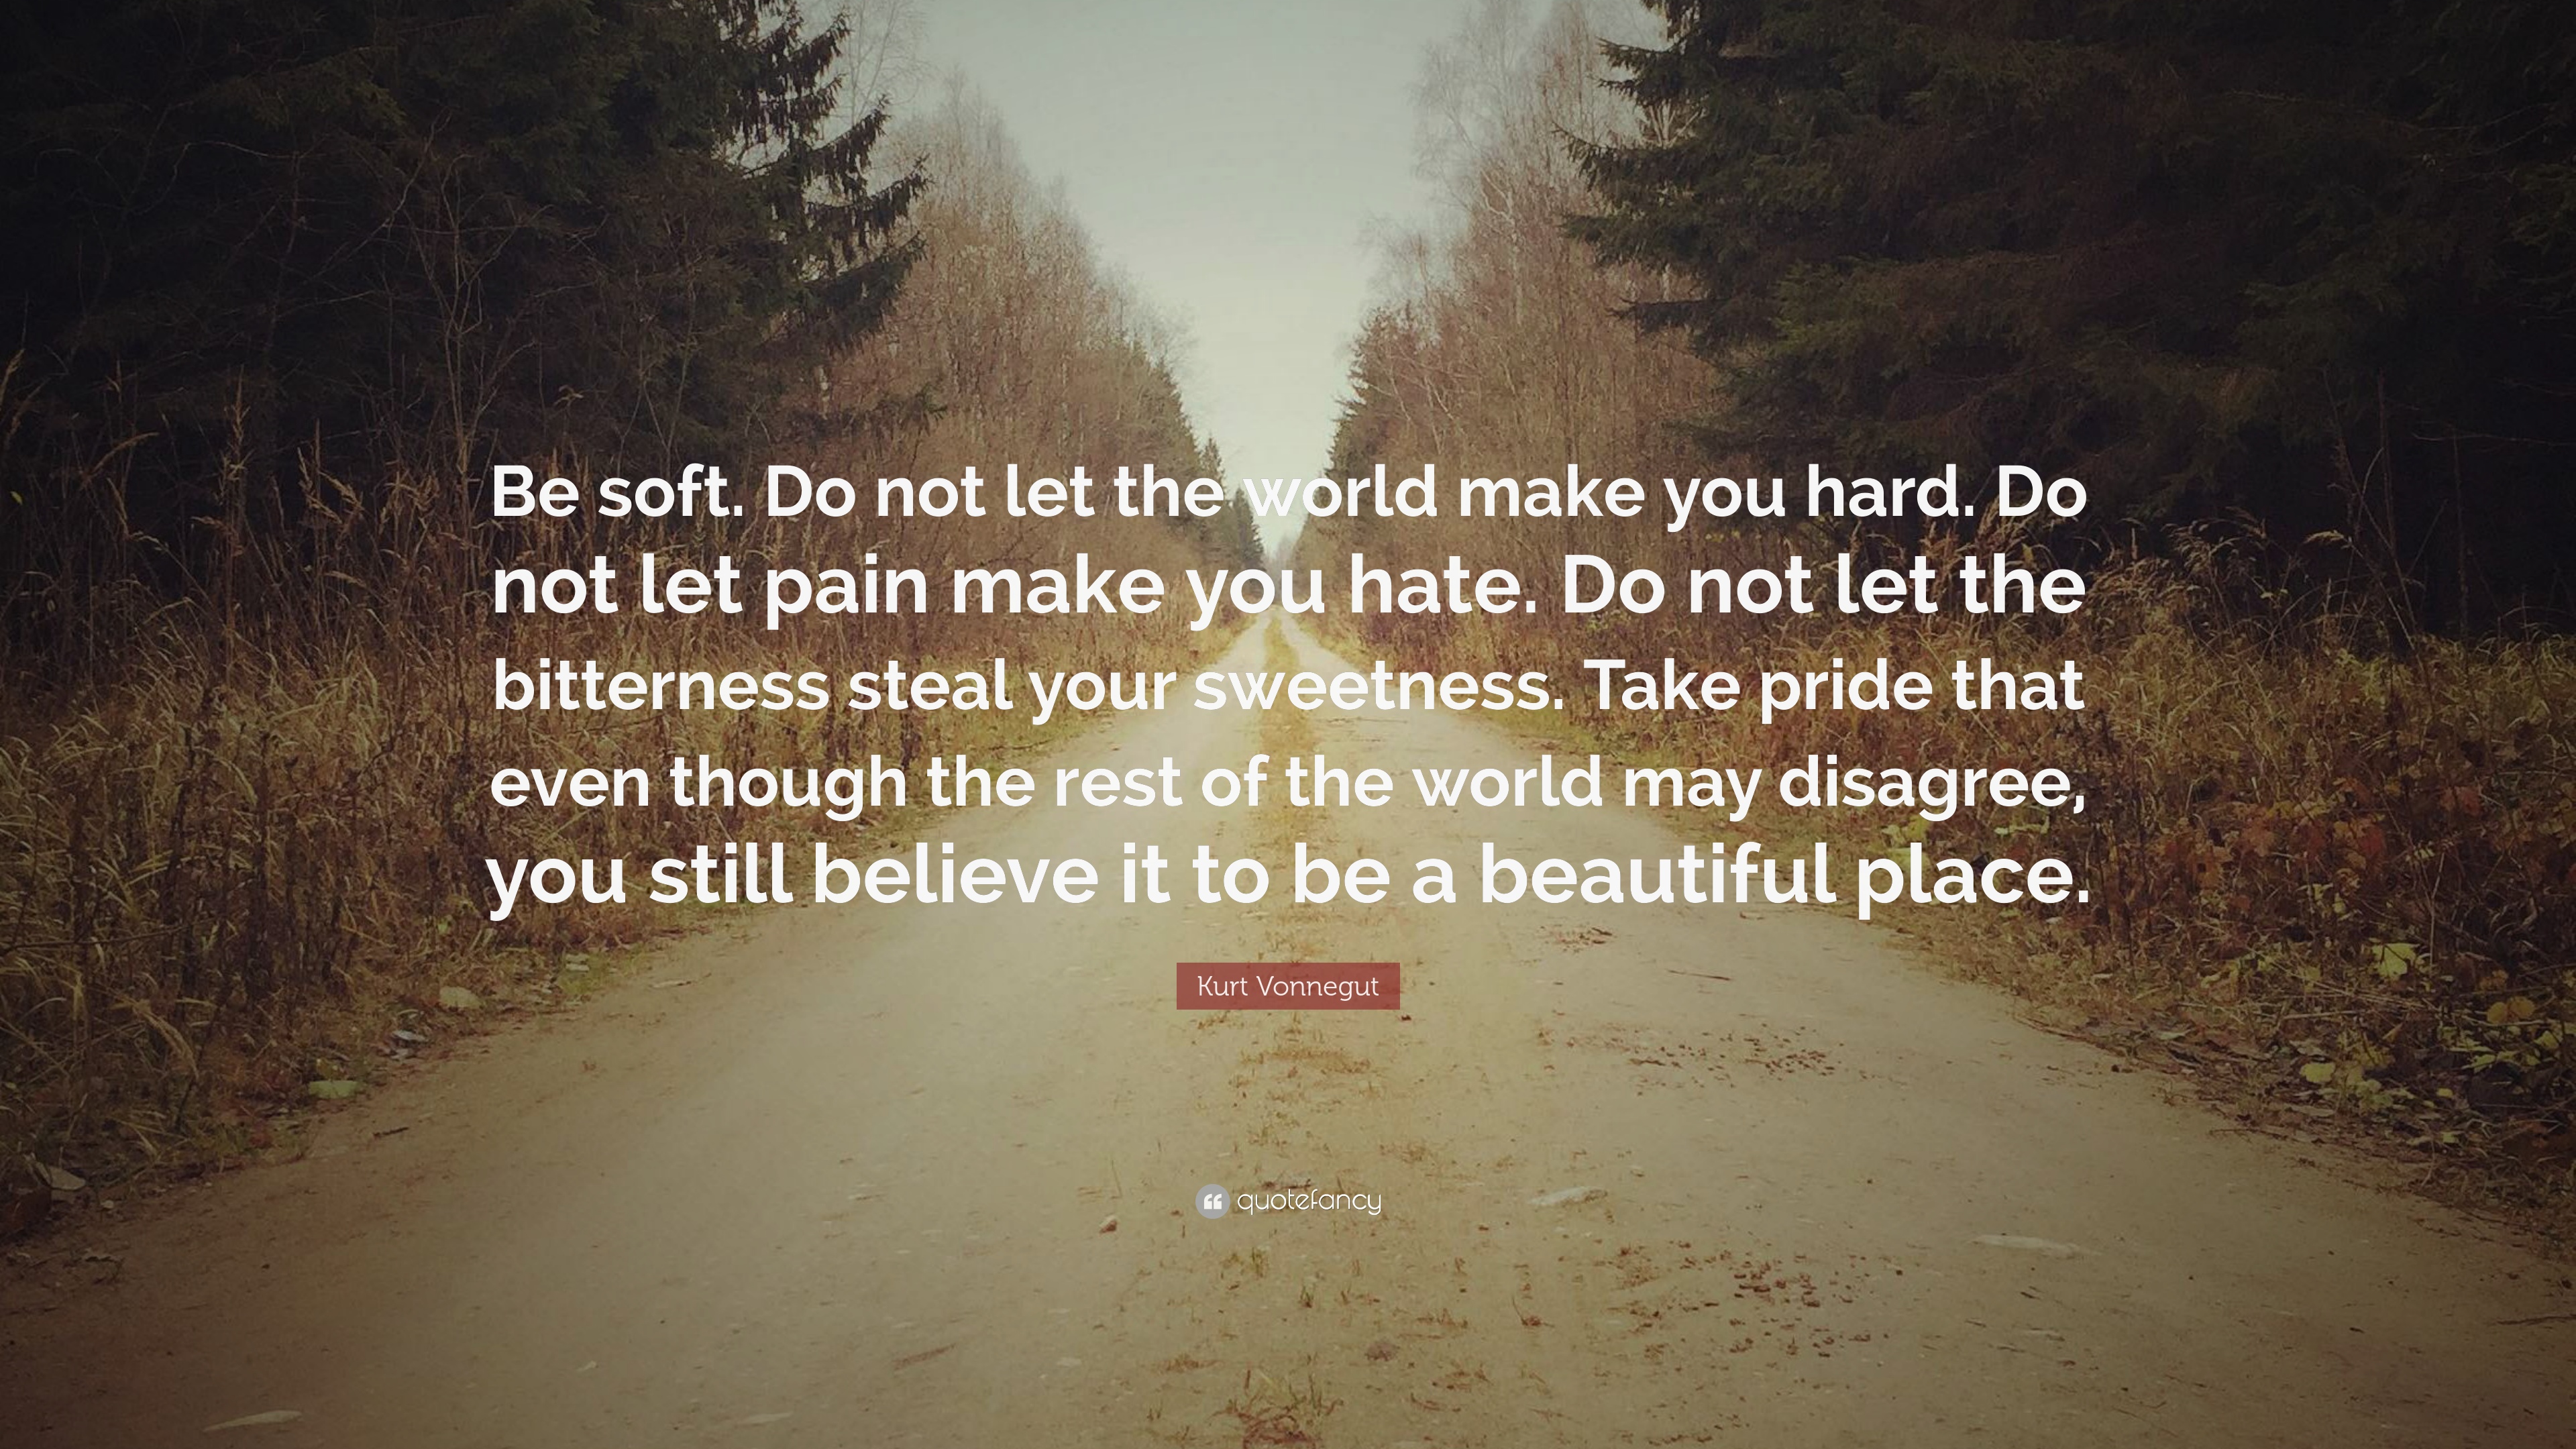 Be soft. Do not let the world make you hard. Do
not let pain make you hate. Do not let the
bitterness steal your sweetness. Take pride that
even though the rest of the world may disagree,
you still believe it to be a beautiful place.
Kurt Vonnegut
quotefancy